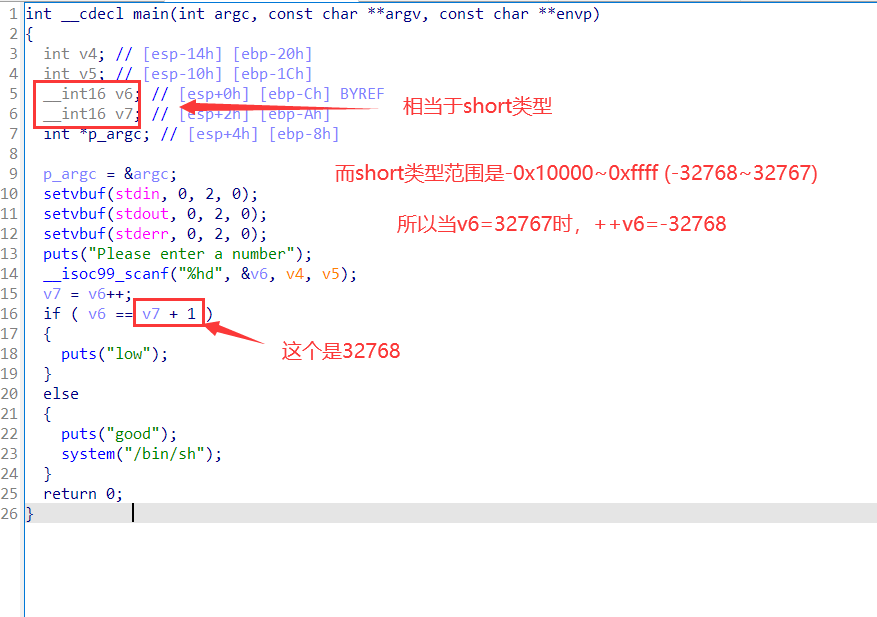 1 int __cdecl main(int argc, const char **argv, const char **envp)
2 {
3 int v4; // [esp-14h] [ebp-20h]
4 int v5; // [esp-10h] [ebp-1Ch]
5 __int16 v6; // [esp+0h] [ebp-Ch] BYREF
相当于short类型
6 __int16 v7; // [esp+2h] [ebp-Ah]
7 int *p_argc; // [esp+4h] [ebp-8h]
8
而short类型范围是-0x10000~0xffff (-32768~32767)
9 p_argc = &argc;
10 setvbuf(stdin, 0, 2, 0);
11 setvbuf(stdout, 0, 2, 0);
所以当v6=32767时，++v6=-32768
12 setvbuf(stderr, 0, 2, 0);
13 puts("Please enter a number");
14 __isoc99_scanf("%hd", &v6, v4, v5);
15 v7 = v6++;
16 if ( v6 == v7 + 1 )
17 {
这个是32768
18 puts("low");
19 }
20 else
21 {
22 puts("good");
23 system("/bin/sh");
24 }
25 return 0;
26 }